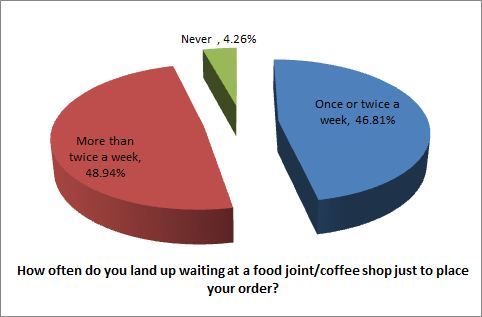 Never , 4.26%
Once or twice a
week, 46.81%
More than
twice a week,
48.94%
How often do you land up waiting at a food joint/coffee shop just to place
your order?